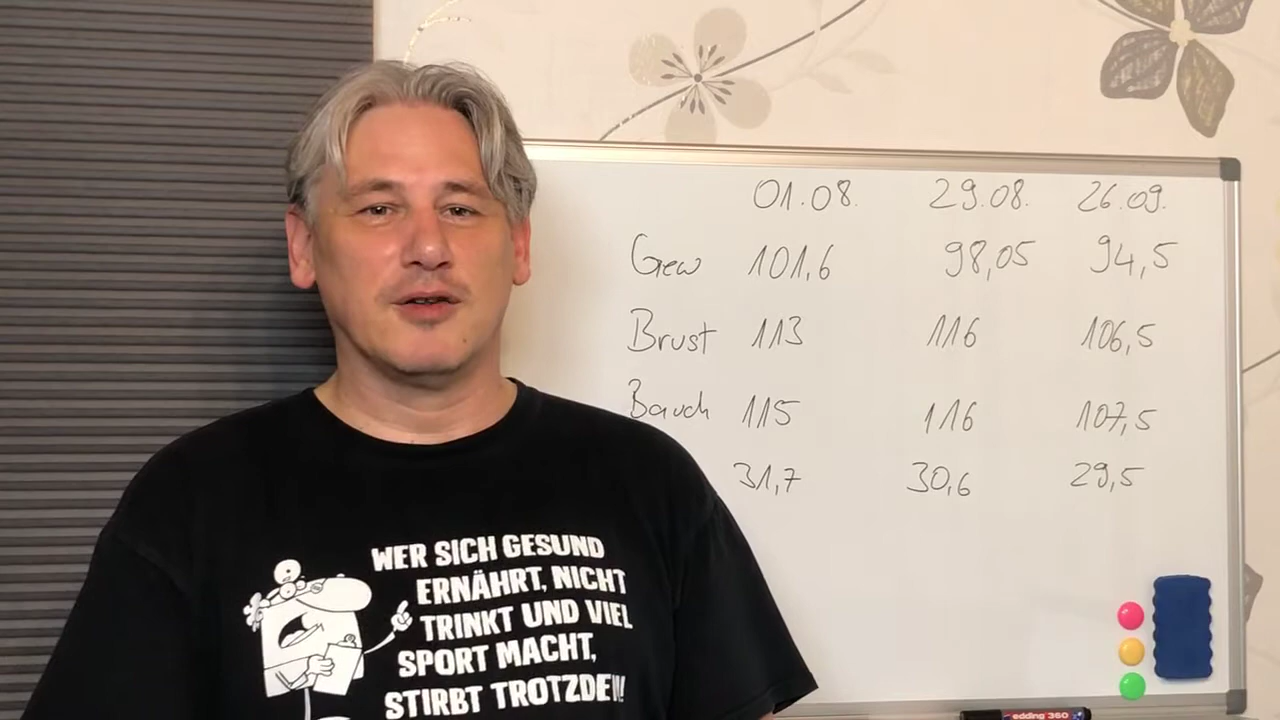 01.08. 29.08. 26.09.
Gew 101,6 98,05 94,5
Brust 113 116 106,5
Bauch 115 116 107,5
31,7 30,6 29,5
WER SICH GESUND
ERNÄHRT, NICHT
TRINKT UND VIEL
SPORT MACHT,
STIRBT TROTZDEM!
edding 360